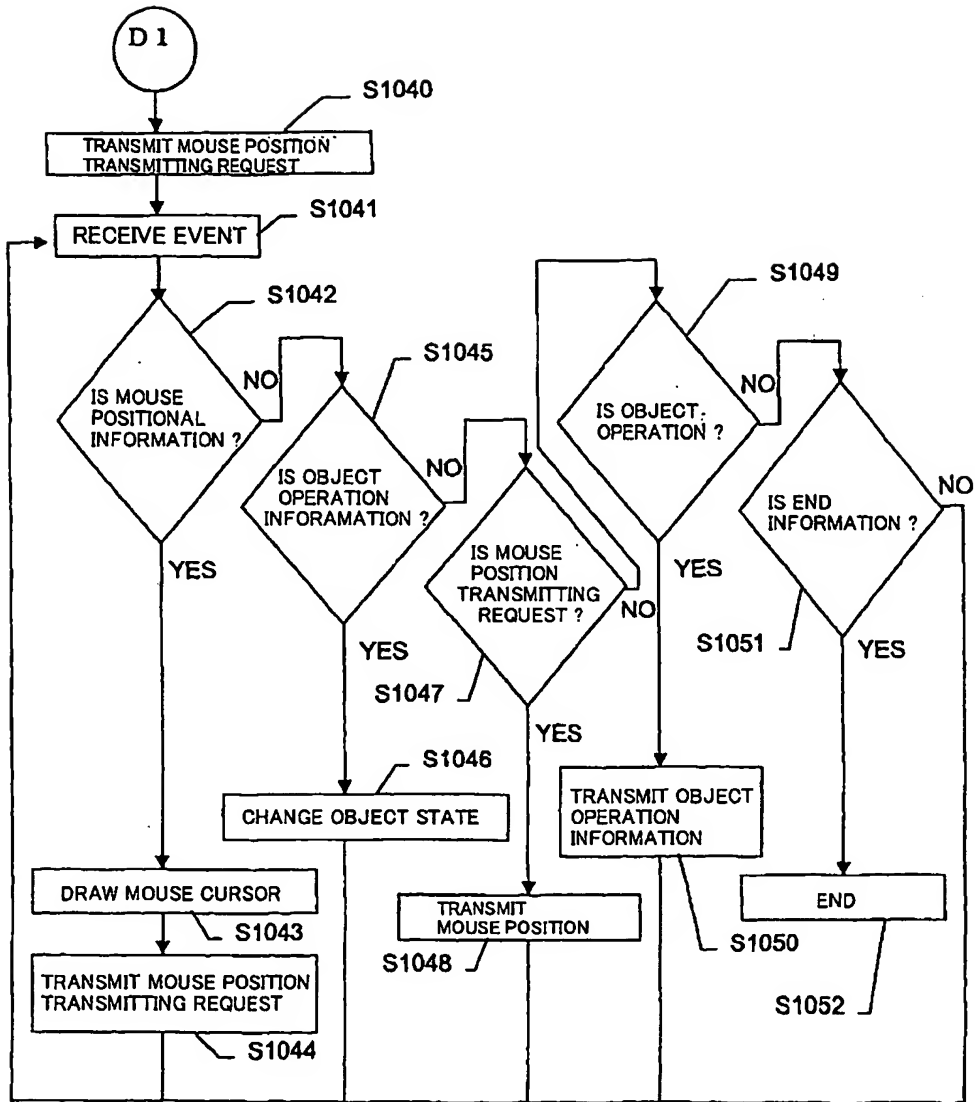 D 1
S1040
TRANSMIT MOUSE POSITION
TRANSMITTING REQUEST
S1041
RECEIVE EVENT
S1042
IS MOUSE
POSITIONAL
INFORMATION ?
NO
YES
S1045
IS OBJECT
OPERATION
INFORAMATION ?
NO
YES
IS MOUSE
POSITION
TRANSMITTING
REQUEST ?
NO
S1047
YES
S1049
IS OBJECT
OPERATION ?
NO
YES
IS END
INFORMATION ?
NO
S1051
YES
S1046
CHANGE OBJECT STATE
TRANSMIT OBJECT
OPERATION
INFORMATION
S1050
DRAW MOUSE CURSOR
S1043
TRANSMIT
MOUSE POSITION
S1048
END
S1052
TRANSMIT MOUSE POSITION
TRANSMITTING REQUEST
S1044